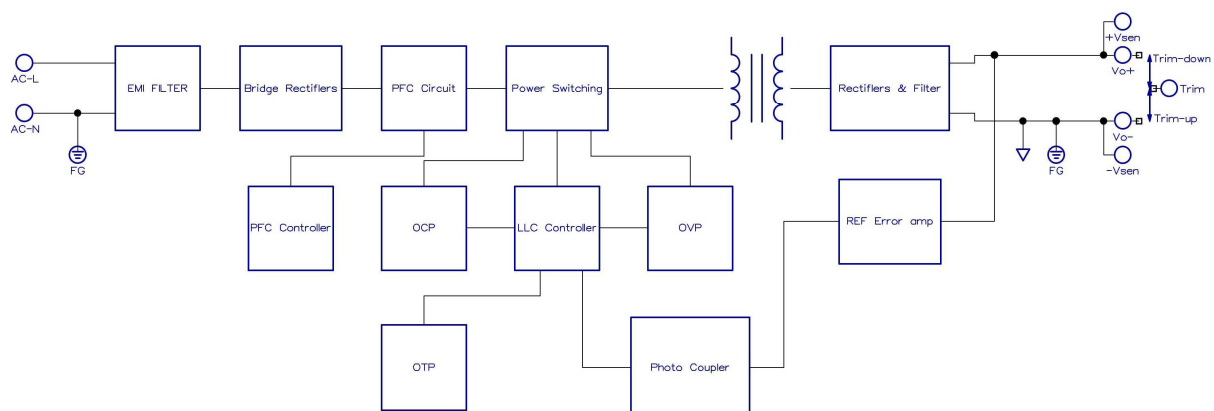 +Vsen
AC-L
EMI FILTER
Bridge Rectifiers
PFC Circuit
Power Switching
Rectifiers & Filter
Vo+
Trim-down
Trim
Trim-up
AC-N
Vo-
FG
FG
-Vsen
PFC Controller
OCP
LLC Controller
OVP
REF Error amp
OTP
Photo Coupler